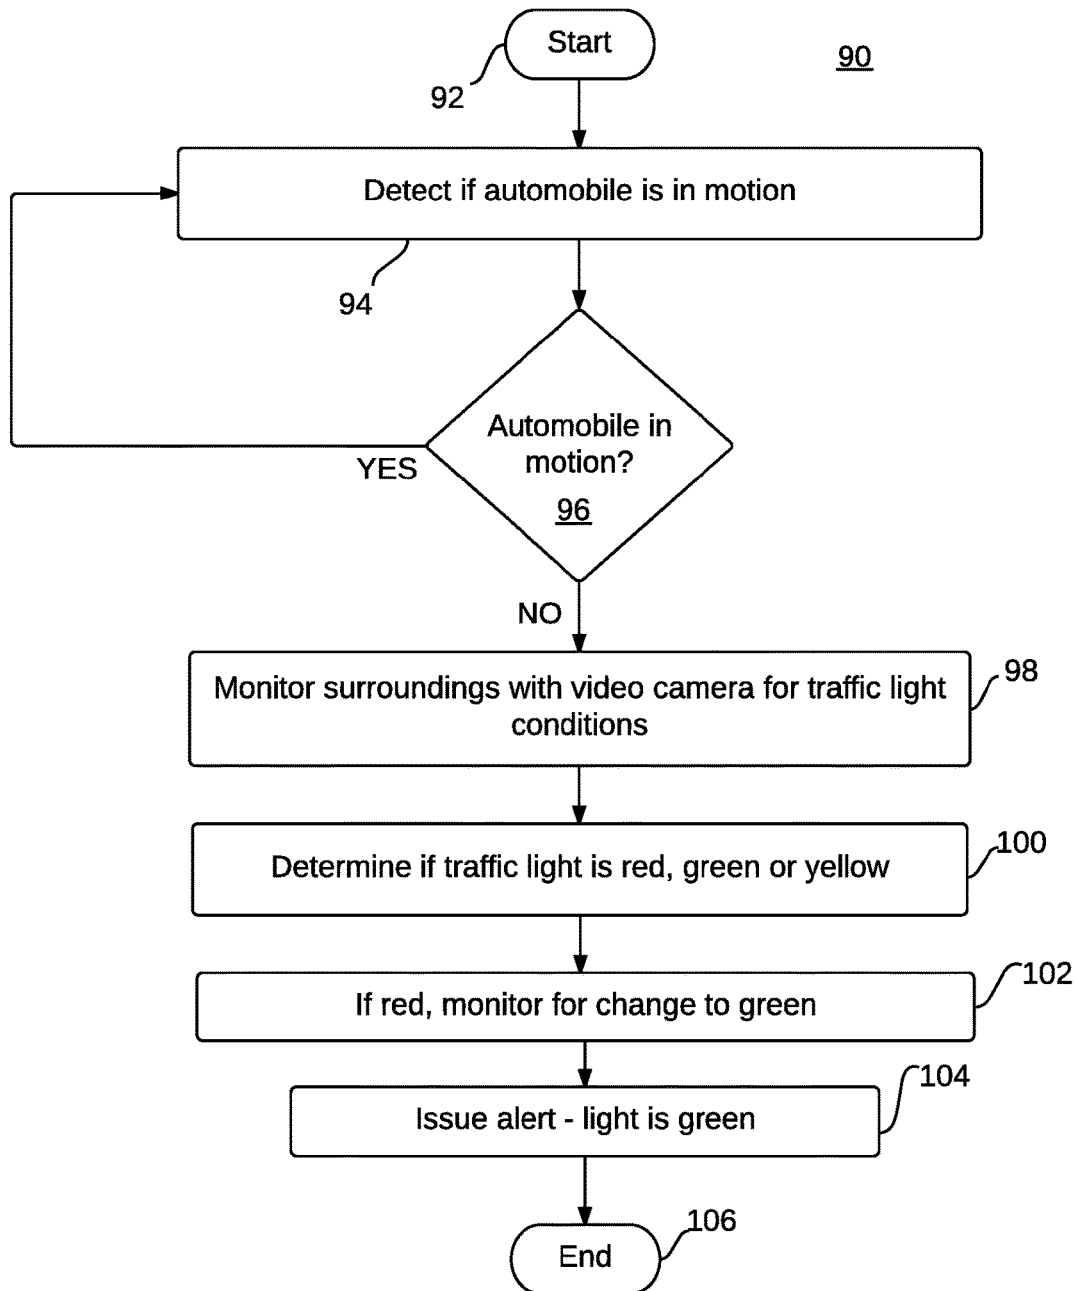 Start
90
92
Detect if automobile is in motion
94
Automobile in
motion?
96
YES
NO
Monitor surroundings with video camera for traffic light
conditions
98
Determine if traffic light is red, green or yellow
100
If red, monitor for change to green
102
Issue alert - light is green
104
End
106